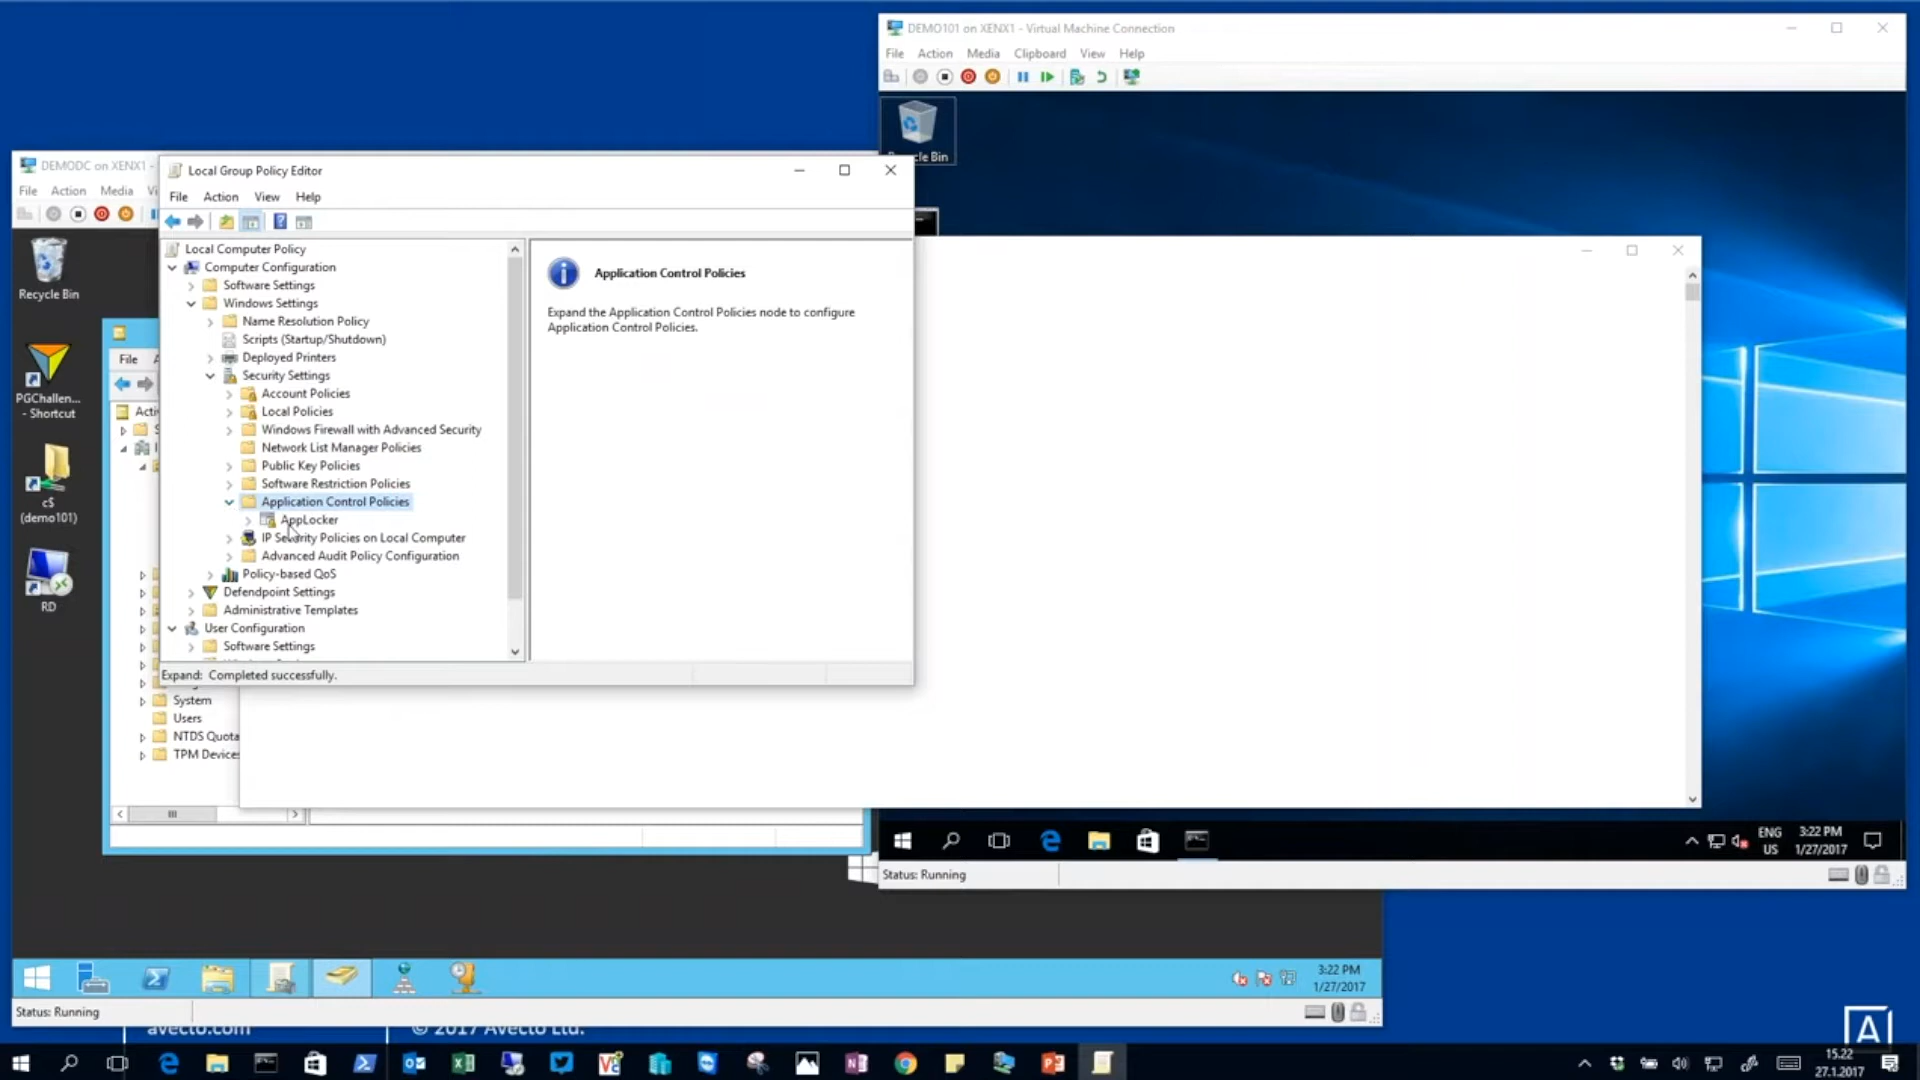 DEMO101 on XENX1 - Virtual Machine Connection
File Action Media Clipboard View Help
Recycle Bin
DEMODC on XENX1 -
File Action Media Vi
Recycle Bin
PGChallen...
- Shortcut
c$
(demo101)
RD
File A
Acti
System
Users
NTDS Quota
TPM Device
Local Group Policy Editor
File Action View Help
Local Computer Policy
Computer Configuration
Software Settings
Windows Settings
Name Resolution Policy
Scripts (Startup/Shutdown)
Deployed Printers
Security Settings
Account Policies
Local Policies
Windows Firewall with Advanced Security
Network List Manager Policies
Public Key Policies
Software Restriction Policies
Application Control Policies
AppLocker
IP Security Policies on Local Computer
Advanced Audit Policy Configuration
Policy-based QoS
Defendpoint Settings
Administrative Templates
User Configuration
Software Settings
Expand: Completed successfully.
Application Control Policies
Expand the Application Control Policies node to configure
Application Control Policies.
ENG
US
3:22 PM
1/27/2017
Status: Running
3:22 PM
1/27/2017
Status: Running
avecto.com
© 2017 Avecto Ltd.
A
15.22
27.1.2017